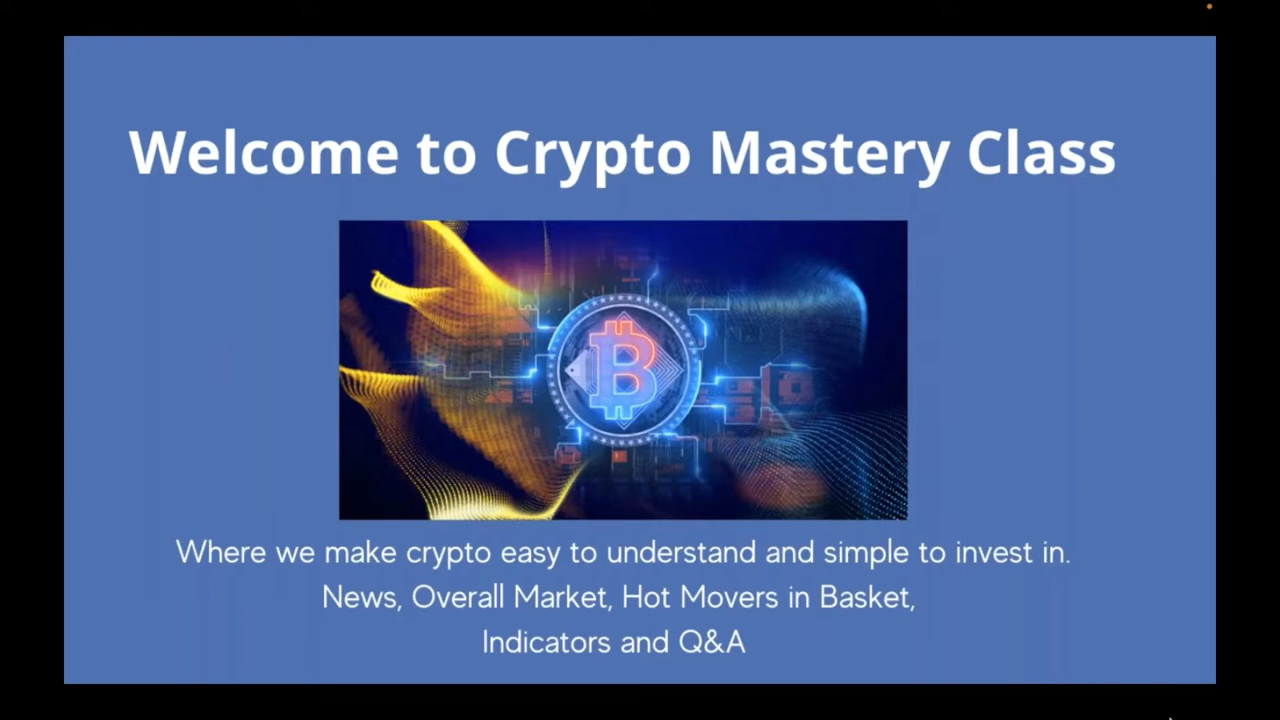 Welcome to Crypto Mastery Class
Where we make crypto easy to understand and simple to invest in.
News, Overall Market, Hot Movers in Basket,
Indicators and Q&A